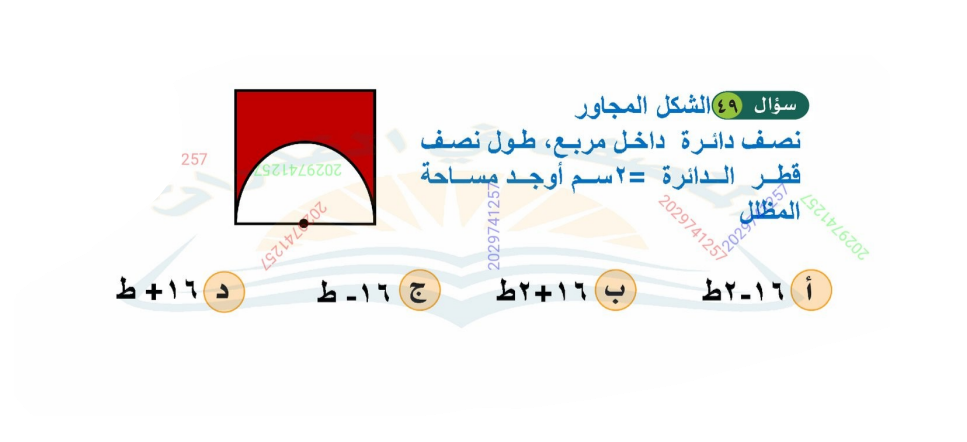 سؤال ٤٩ الشكل المجاور
نصف دائرة داخل مربع، طول نصف
قطر الدائرة =٢سم أوجد مساحة
المظلل
أ ١٦-٢ط
ب ١٦+٢ط
ج ١٦- ط
د ١٦+ ط
257
2029741257
2029741257
2029741257
2029741257
2029741257
2029741257